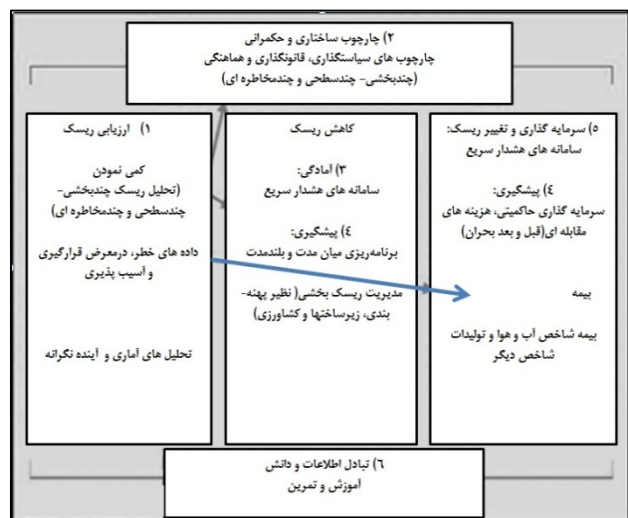 ۲) چارچوب ساختاری و حکمرانی
چارچوب های سیاستگذاری، قانونگذاری و هماهنگی
(چندبخشی- چندسطحی و چندمخاطره ای)
۱) ارزیابی ریسک
کمی نمودن
(تحلیل ریسک چندبخشی-
چندسطحی و چندمخاطره ای)
داده های خطر، درمعرض قرارگیری
و آسیب پذیری
تحلیل های آماری و آینده نگرانه
کاهش ریسک
۳) آمادگی:
سامانه های هشدار سریع
٤) پیشگیری:
برنامه‌ریزی میان مدت و بلندمدت
مدیریت ریسک بخشی( نظیر پهنه-
بندی، زیرساختها و کشاورزی)
٥) سرمایه گذاری و تغییر ریسک:
سامانه های هشدار سریع
٤) پیشگیری:
سرمایه گذاری حاکمیتی، هزینه های
مقابله ای(قبل و بعد بحران)
بیمه
بیمه شاخص آب و هوا و تولیدات
شاخص دیگر
٦) تبادل اطلاعات و دانش
آموزش و تمرین